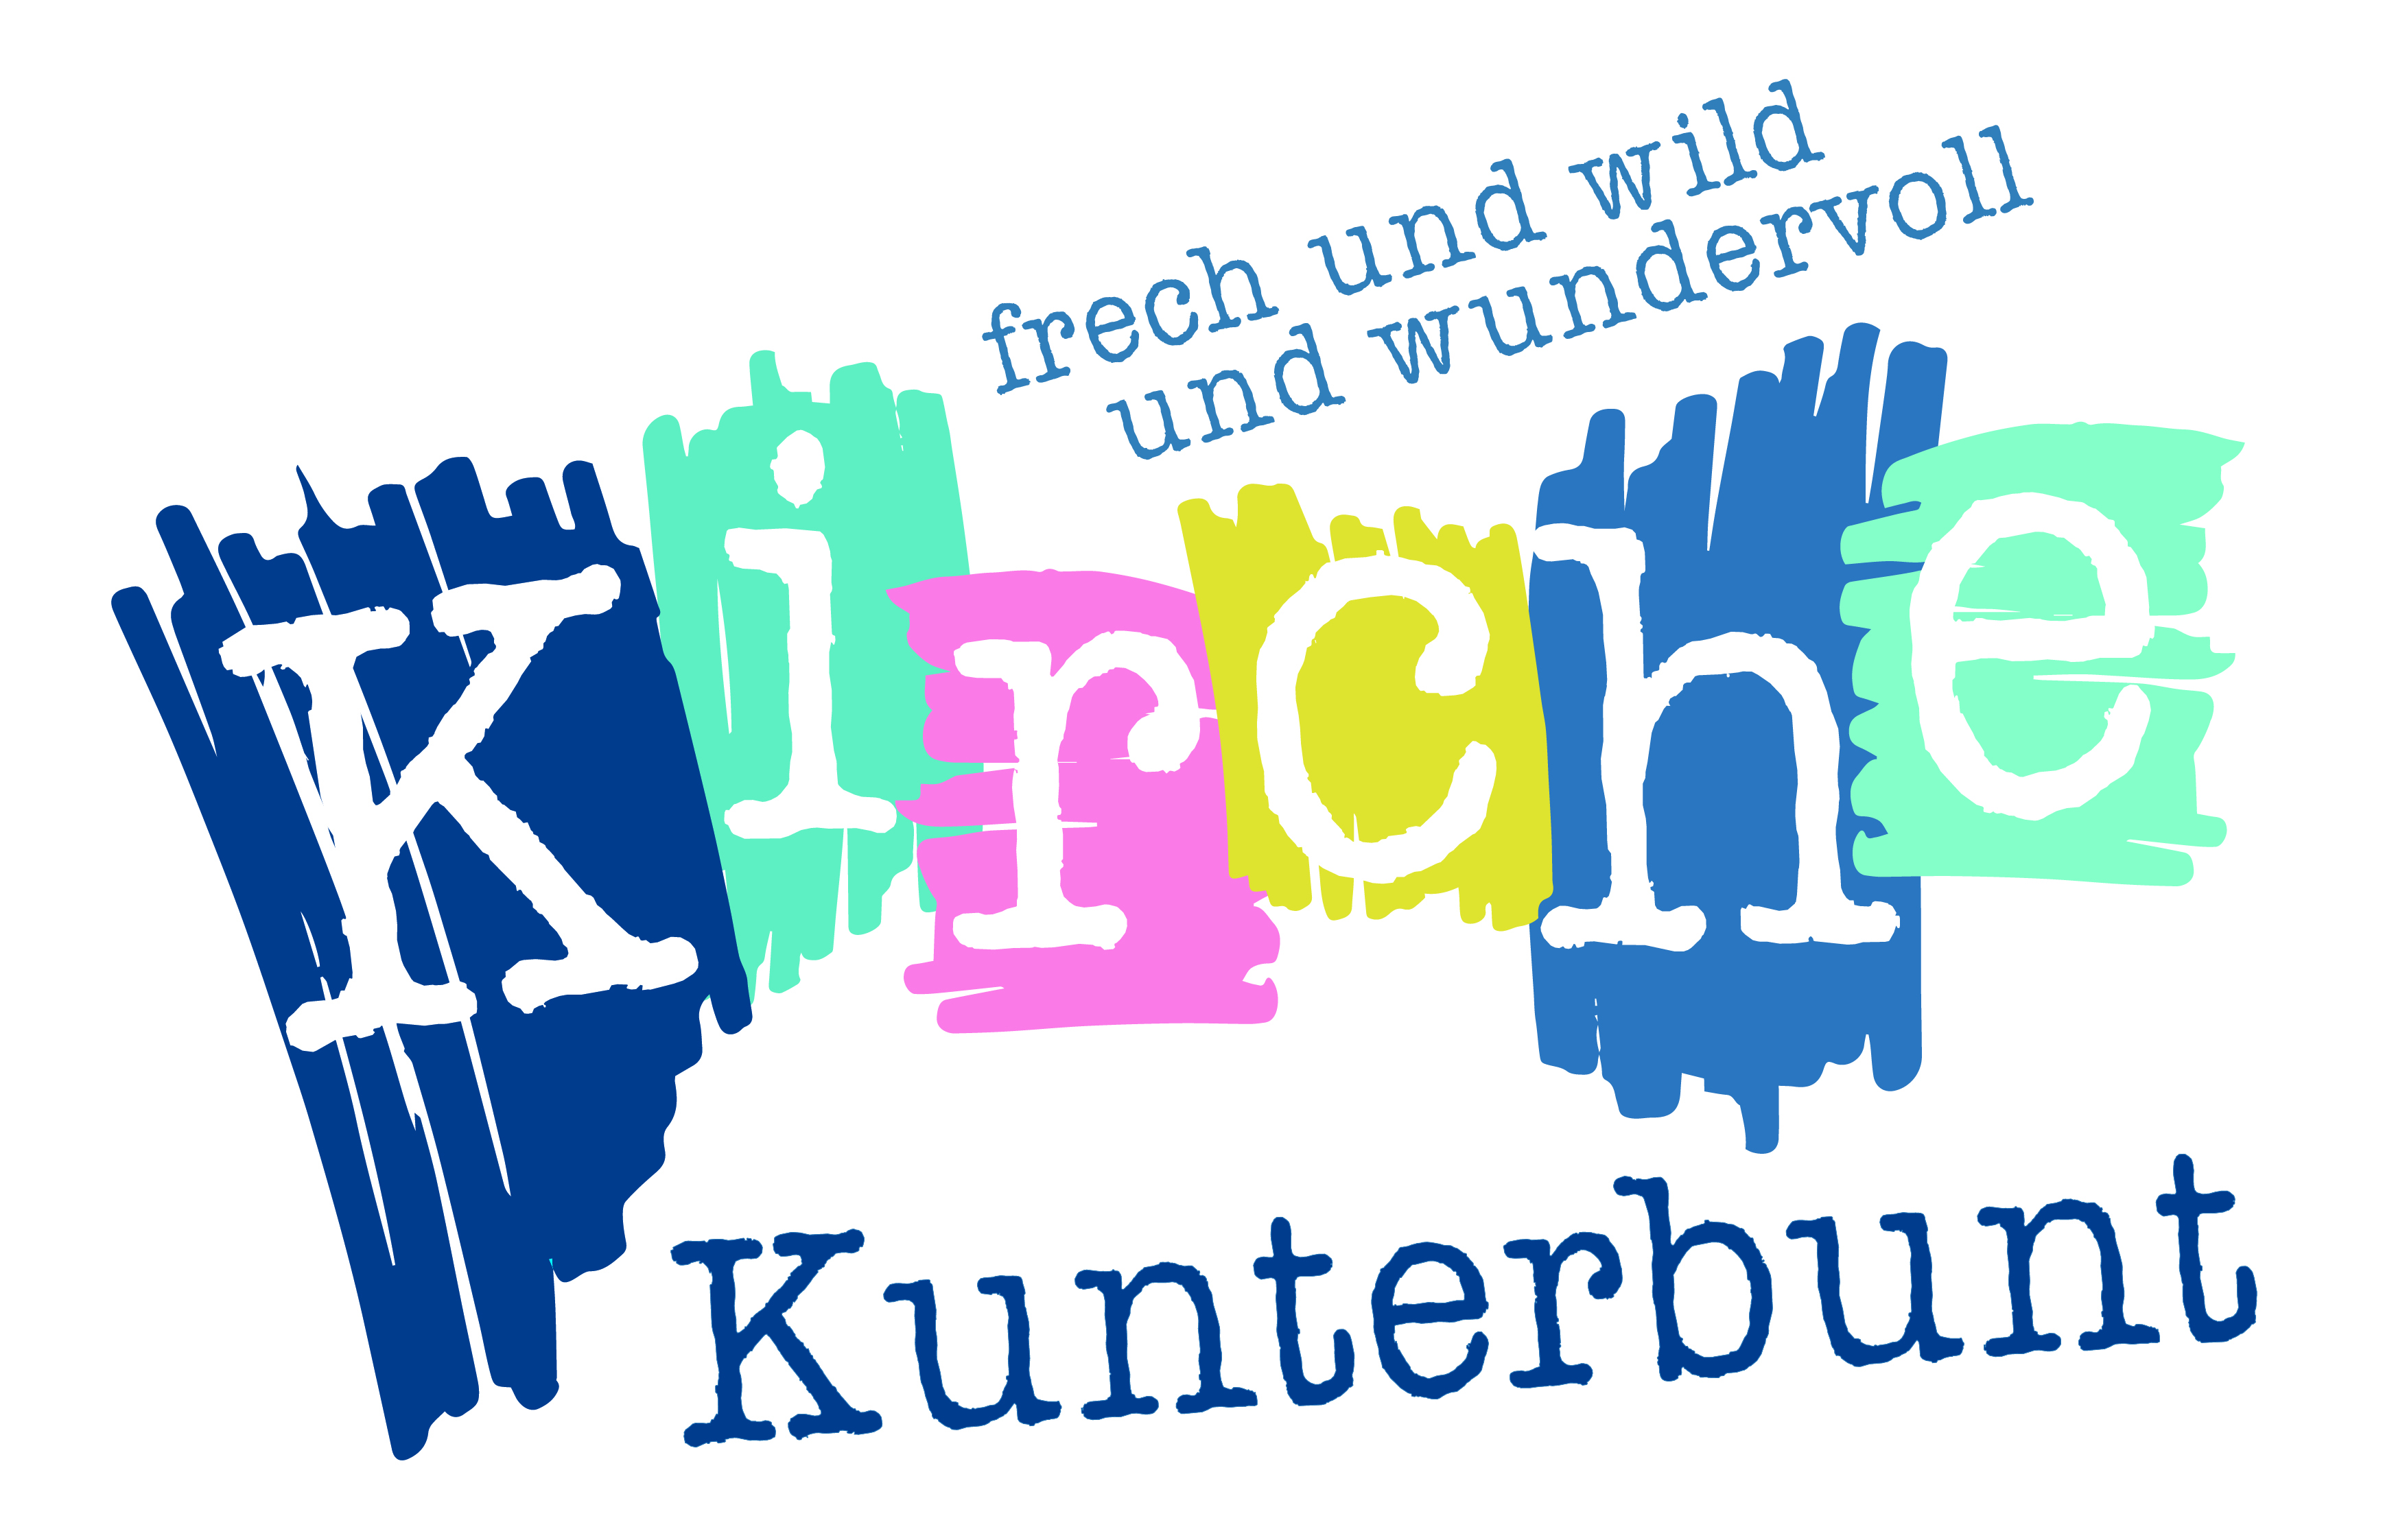 frech und wild
und wundervoll
Kirche
Kunterbunt